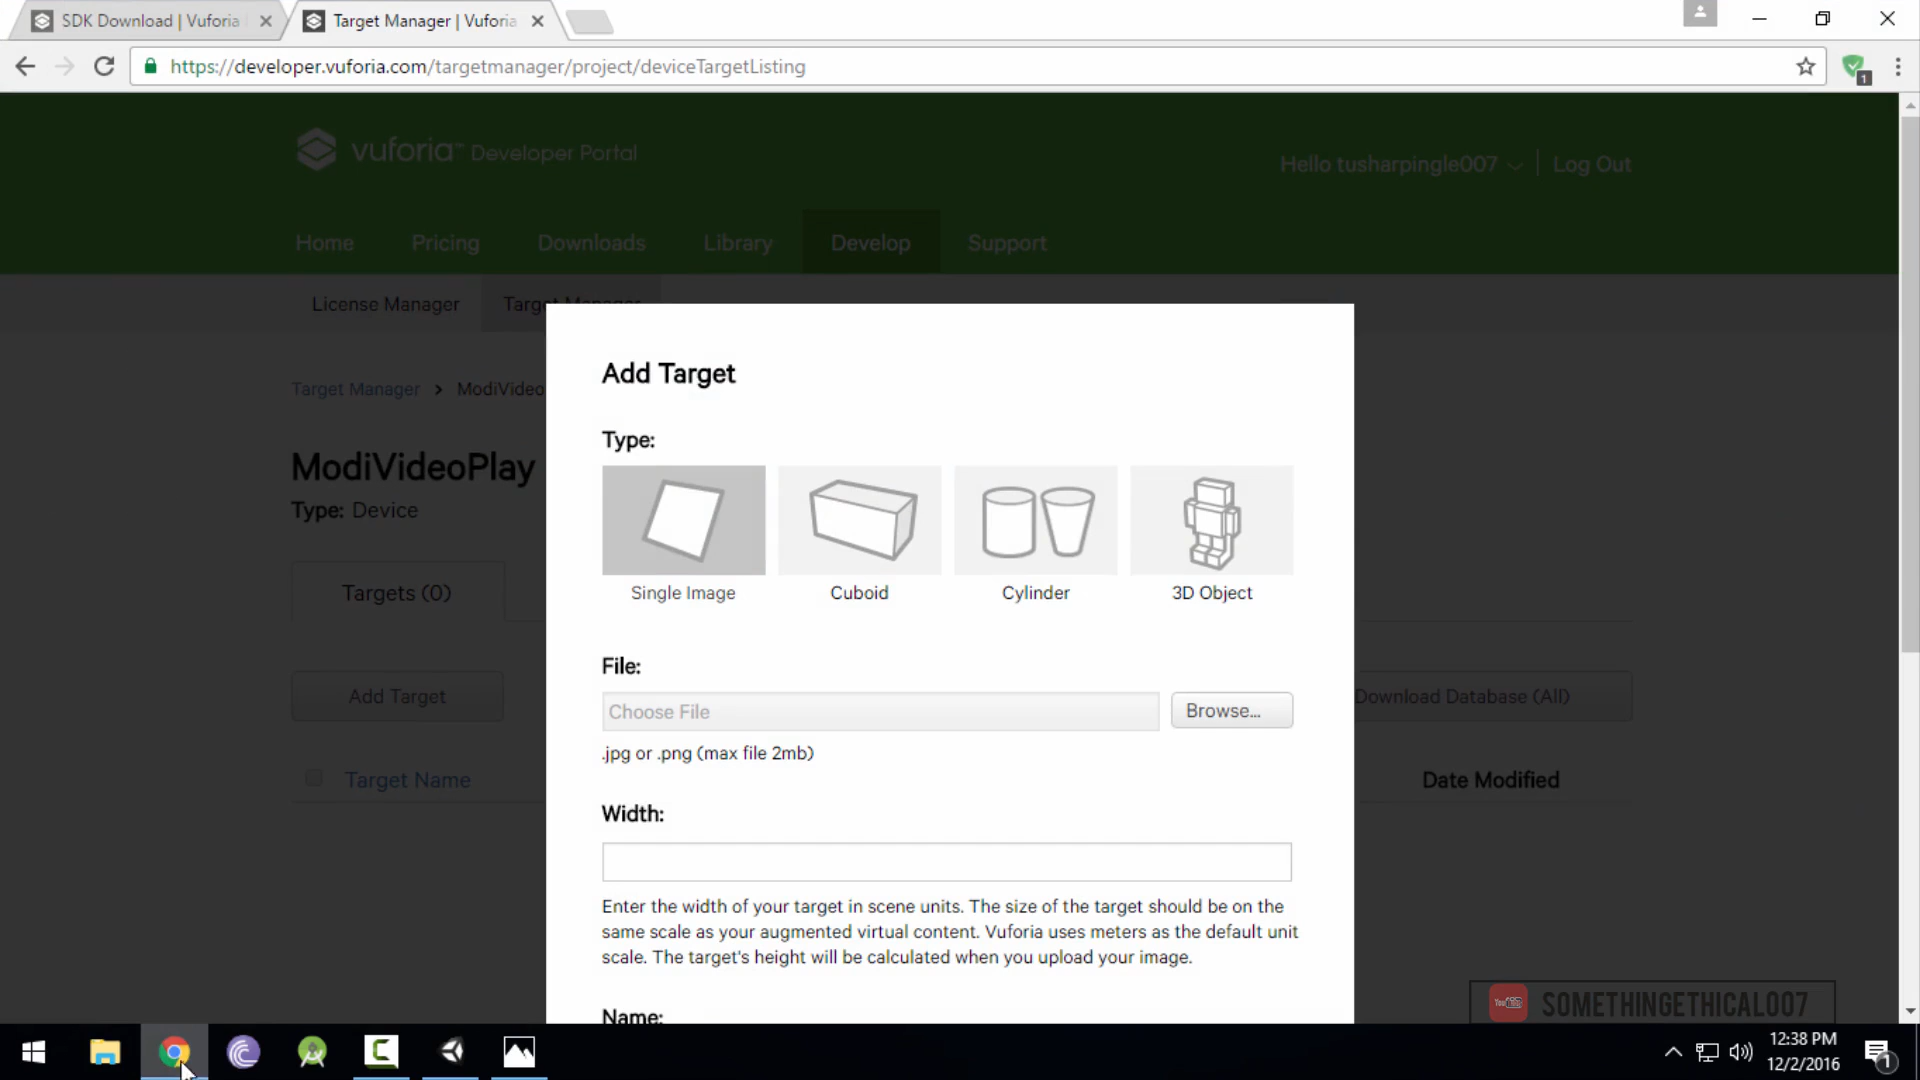 SDK Download | Vuforia
Target Manager | Vuforia
https://developer.vuforia.com/targetmanager/project/deviceTargetListing
1
vuforia™ Developer Portal
Hello tusharpingle007
Log Out
Home
Pricing
Downloads
Library
Develop
Support
License Manager
Target Manager
Target Manager > ModiVideo
Add Target
Type:
ModiVideoPlay
Type: Device
Single Image
Cuboid
Cylinder
3D Object
Targets (0)
File:
Add Target
Choose File
Browse...
Download Database (All)
.jpg or .png (max file 2mb)
Target Name
Date Modified
Width:
Enter the width of your target in scene units. The size of the target should be on the
same scale as your augmented virtual content. Vuforia uses meters as the default unit
scale. The target's height will be calculated when you upload your image.
Name:
SOMETHINGETHICAL007
12:38 PM
12/2/2016
1